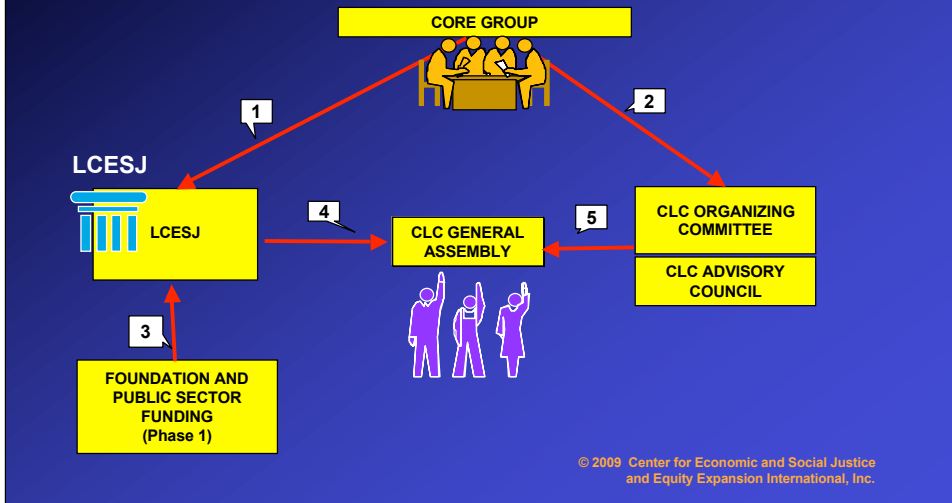 CORE GROUP
1
2
LCESJ
LCESJ
4
CLC GENERAL
ASSEMBLY
5
CLC ORGANIZING
COMMITTEE
CLC ADVISORY
COUNCIL
3
FOUNDATION AND
PUBLIC SECTOR
FUNDING
(Phase 1)
© 2009 Center for Economic and Social Justice
and Equity Expansion International, Inc.